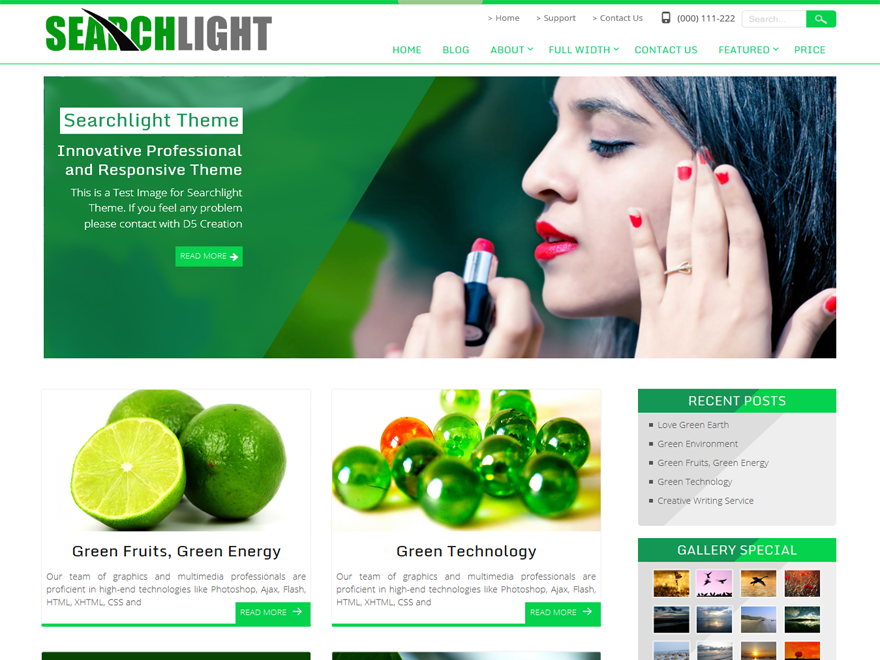 SEARCHLIGHT
> Home > Support > Contact Us (000) 111-222 Search...
HOME BLOG ABOUT FULL WIDTH CONTACT US FEATURED PRICE
Searchlight Theme
Innovative Professional
and Responsive Theme
This is a Test Image for Searchlight
Theme. If you feel any problem
please contact with D5 Creation
READ MORE
Green Fruits, Green Energy
Our team of graphics and multimedia professionals are
proficient in high-end technologies like Photoshop, Ajax, Flash,
HTML, XHTML, CSS and
READ MORE
Green Technology
Our team of graphics and multimedia professionals are
proficient in high-end technologies like Photoshop, Ajax, Flash,
HTML, XHTML, CSS and
READ MORE
RECENT POSTS
Love Green Earth
Green Environment
Green Fruits, Green Energy
Green Technology
Creative Writing Service
GALLERY SPECIAL